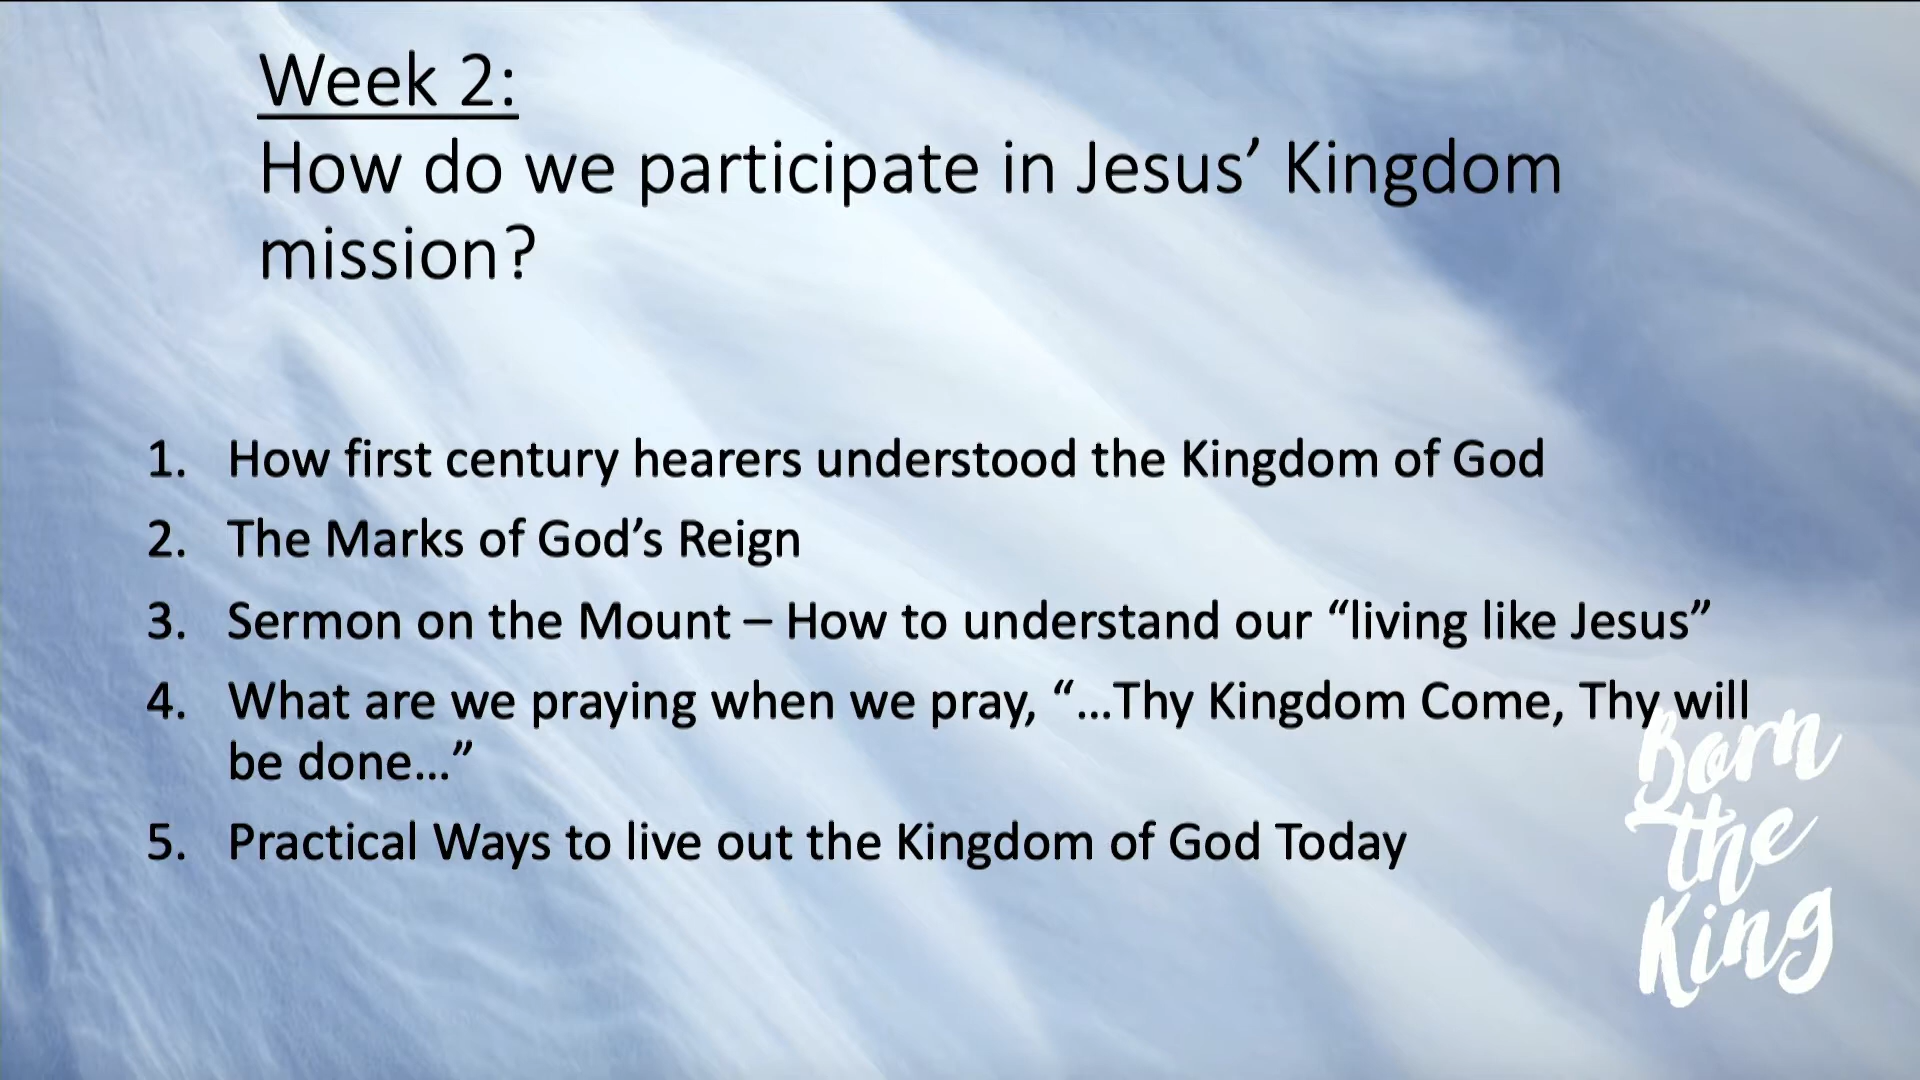 Week 2:
How do we participate in Jesus’ Kingdom
mission?
1. How first century hearers understood the Kingdom of God
2. The Marks of God’s Reign
3. Sermon on the Mount – How to understand our “living like Jesus”
4. What are we praying when we pray, “…Thy Kingdom Come, Thy will
be done…”
5. Practical Ways to live out the Kingdom of God Today
Born
the
King